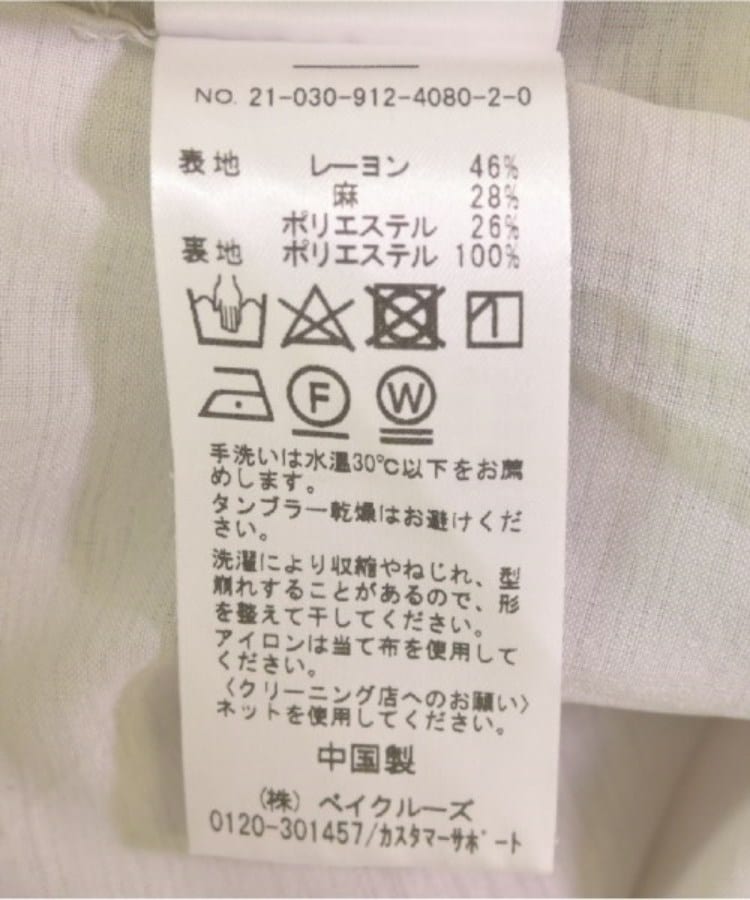 NO. 21-030-912-4080-2-0
表地 レーヨン 46%
麻 28%
ポリエステル 26%
裏地 ポリエステル 100%
F W
手洗いは水温30℃以下をお薦
めします。
タンブラー乾燥はお避けくだ
さい。
洗濯により収縮やねじれ、型
崩れすることがあるので、形
を整えて干してください。
アイロンは当て布を使用して
ください。
〈クリーニング店へのお願い〉
ネットを使用してください。
中国製
(株) ベイクルーズ
0120-301457/カスタマーサポート